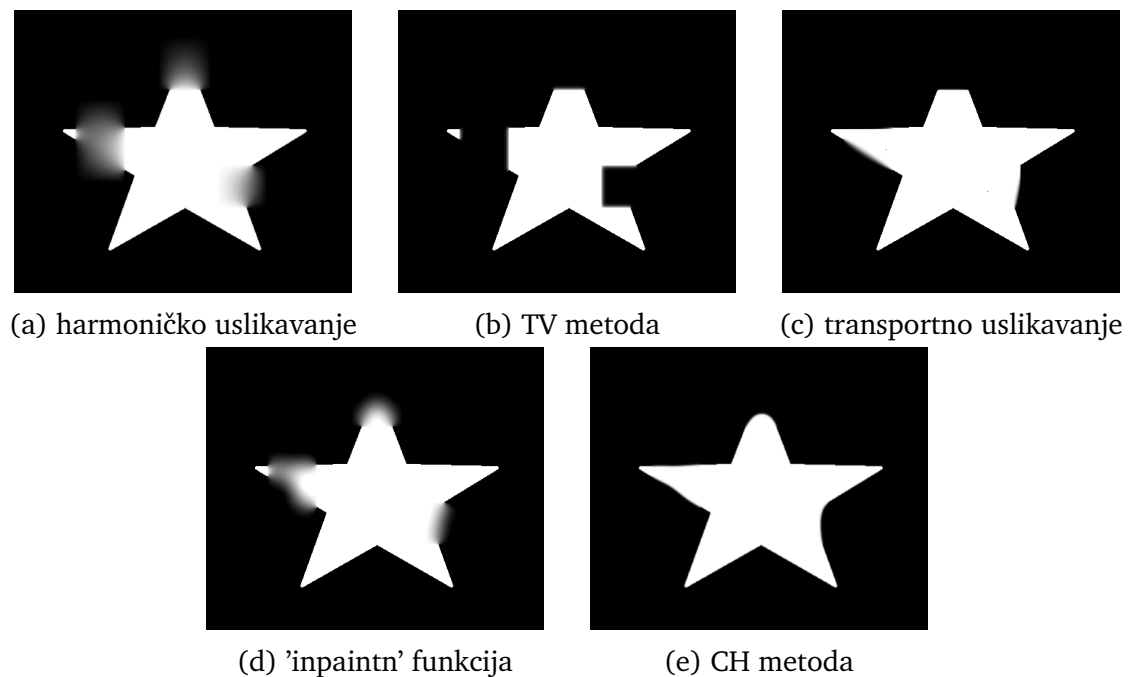 (a) harmoničko uslikavanje
(b) TV metoda
(c) transportno uslikavanje
(d) ’inpaintn’ funkcija
(e) CH metoda